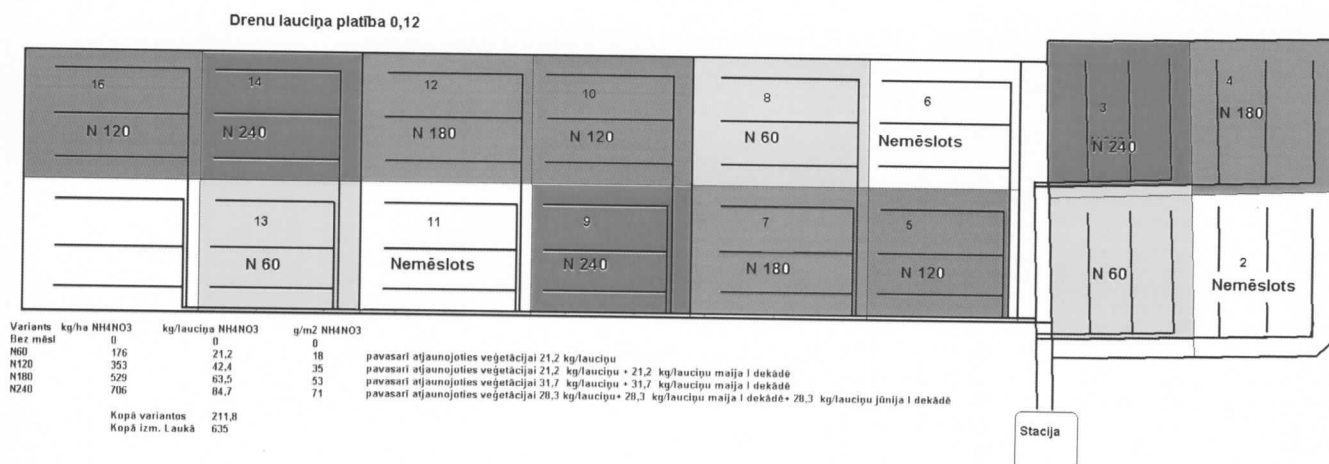 Drenu lauciņa platība 0,12
16
N 120
14
N 240
12
N 180
10
N 120
8
N 60
6
Nemēslots
3
N 240
4
N 180
13
N 60
11
Nemēslots
9
N 240
7
N 180
5
N 120
N 60
2
Nemēslots
Variants kg/ha NH4NO3 kg/lauciņa NH4NO3 g/m2 NH4NO3
Bez mēsl 0 0 0
N60 176 21,2 18 pavasarī atjaunojoties veģetācijai 21,2 kg/lauciņu
N120 353 42,4 35 pavasarī atjaunojoties veģetācijai 21,2 kg/lauciņu + 21,2 kg/lauciņu maija I dekādē
N180 529 63,5 53 pavasarī atjaunojoties veģetācijai 31,7 kg/lauciņu + 31,7 kg/lauciņu maija I dekādē
N240 706 84,7 71 pavasarī atjaunojoties veģetācijai 28,3 kg/lauciņu+ 28,3 kg/lauciņu maija I dekādē+ 28,3 kg/lauciņu jūnija I dekādē
Kopā variantos 211,8
Kopā izm. Laukā 635
Stacija